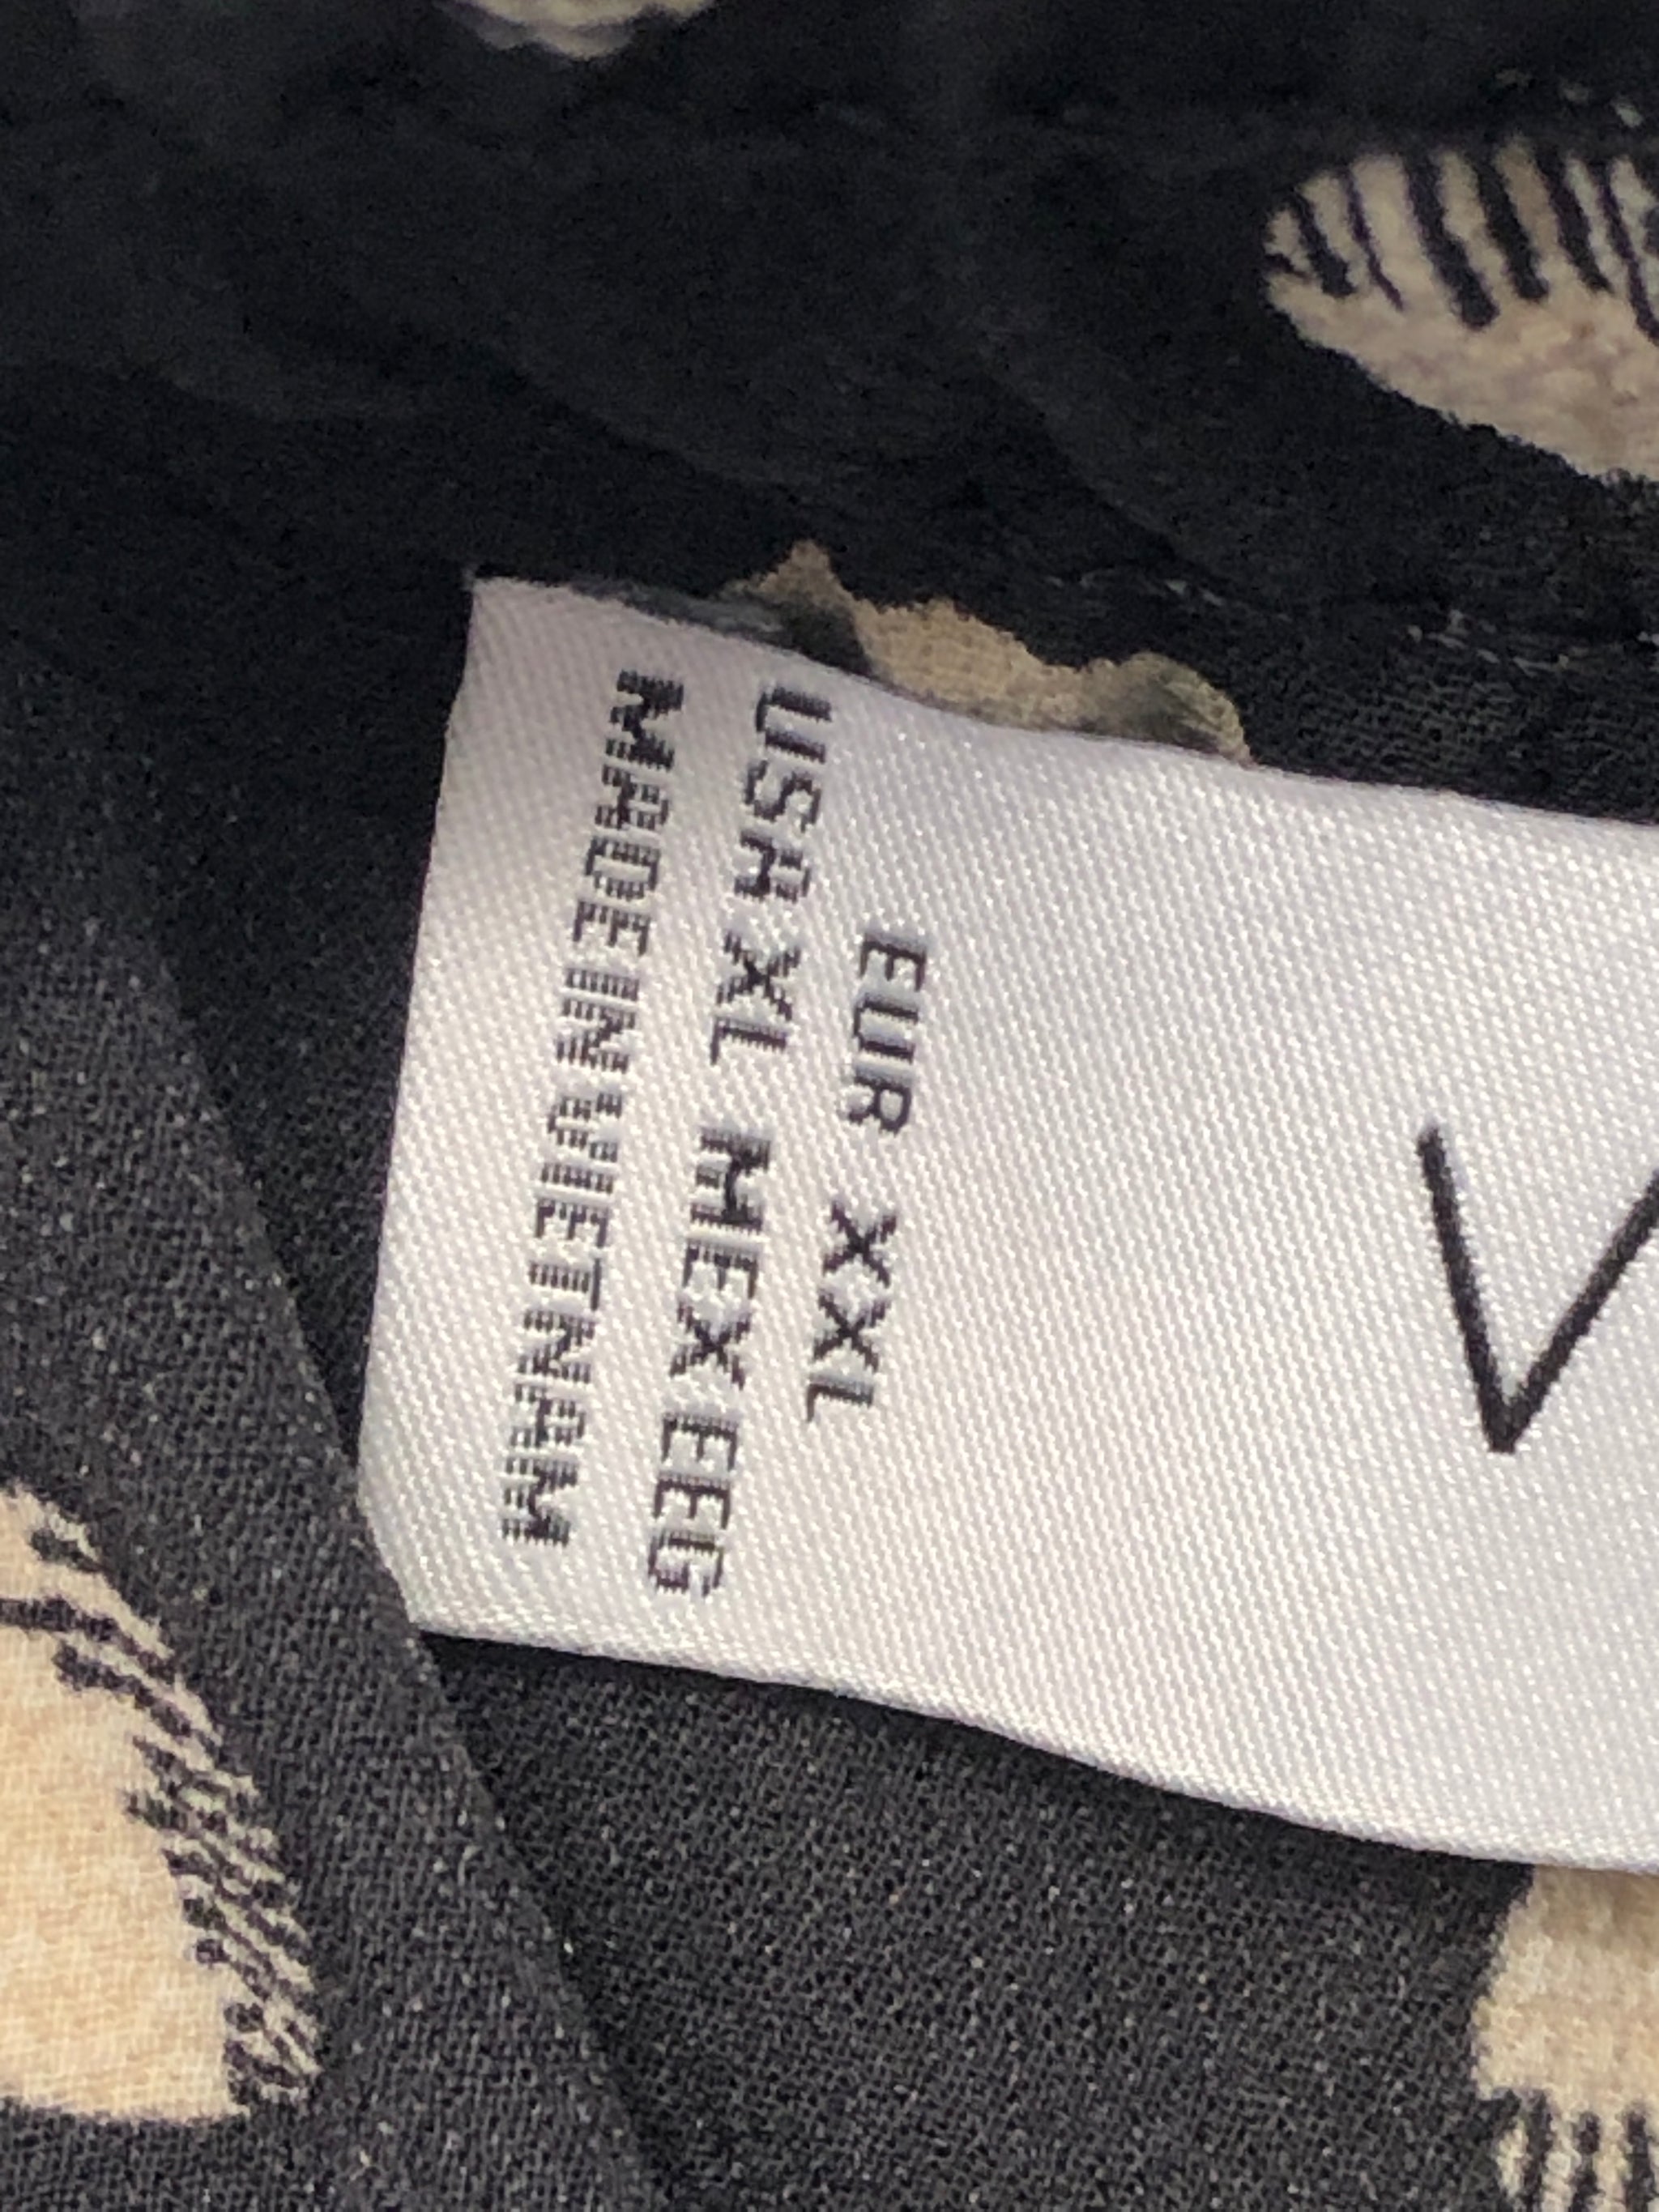 EUR XXL
USA XL MEX EEG
MADE IN VIETNAM